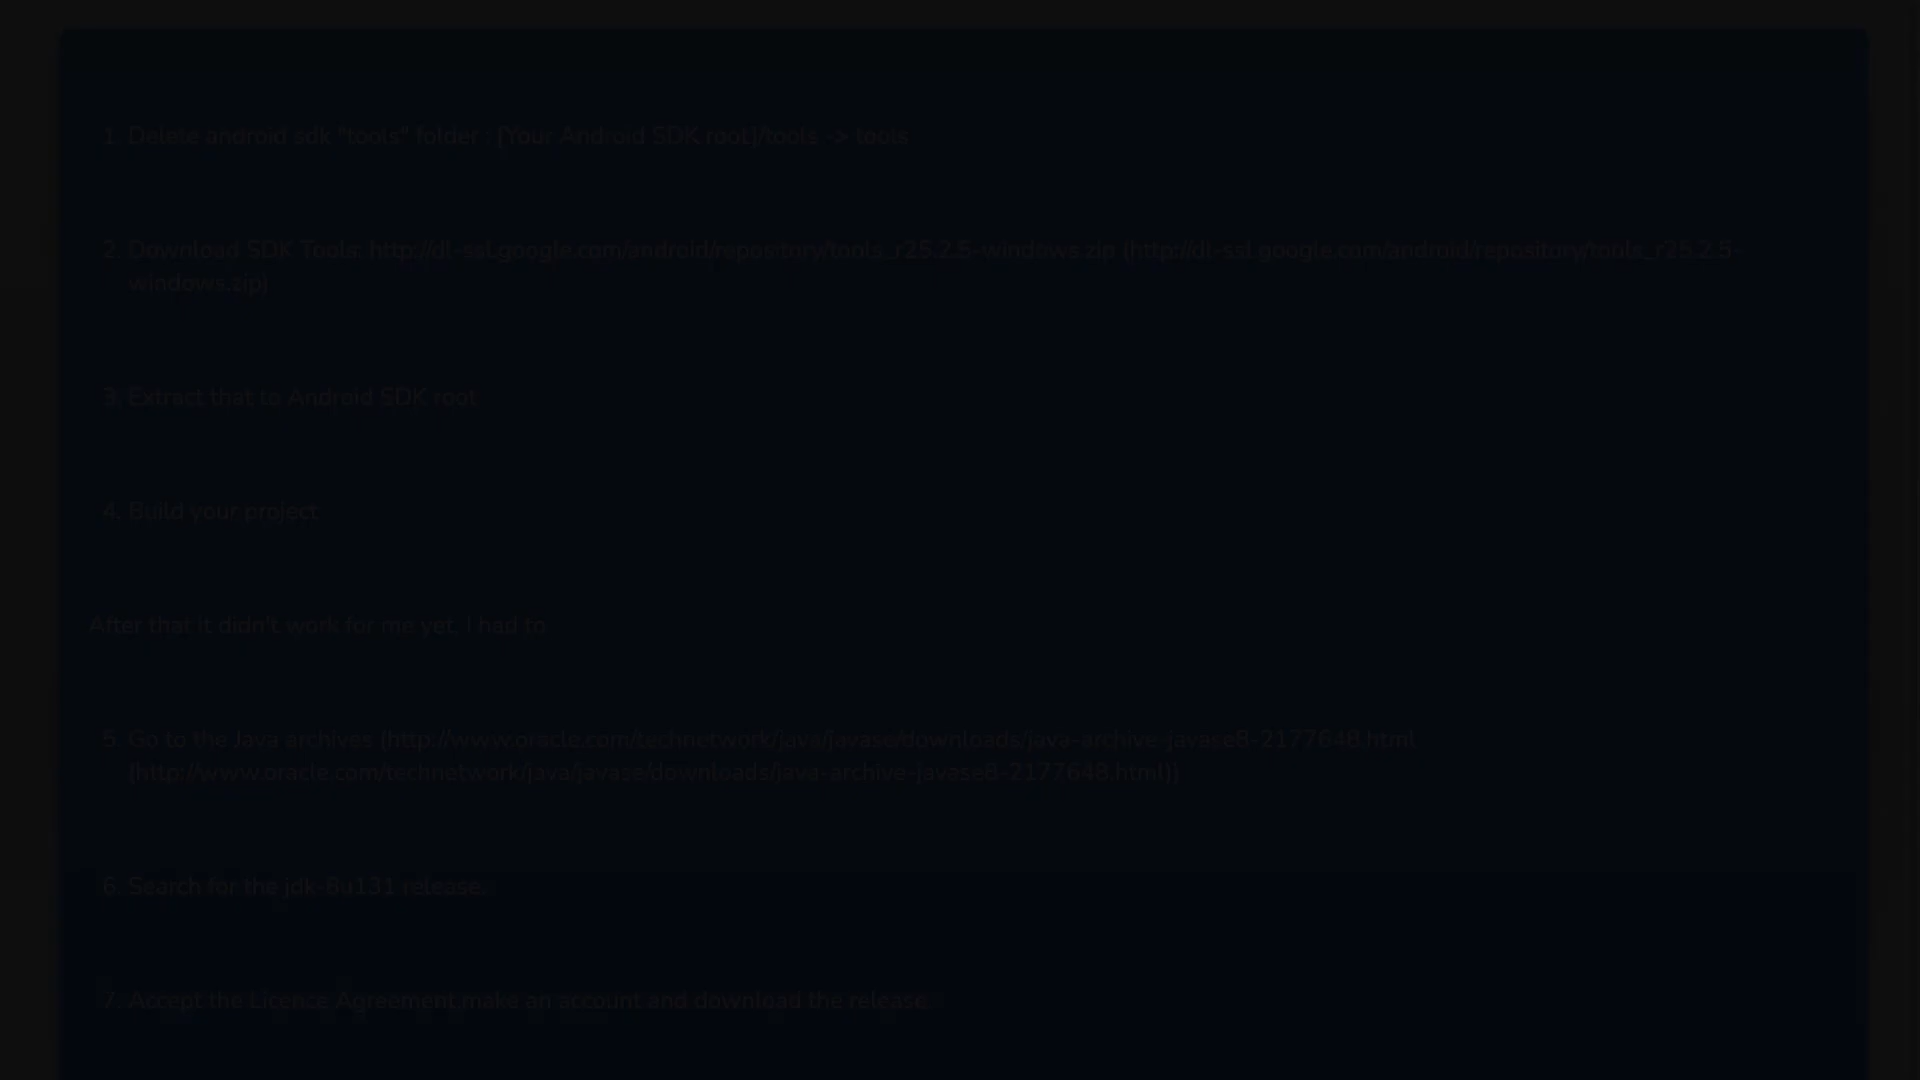 1. Delete android sdk "tools" folder : [Your Android SDK root]/tools -> tools
2. Download SDK Tools: http://dl-ssl.google.com/android/repository/tools_r25.2.5-windows.zip (http://dl-ssl.google.com/android/repository/tools_r25.2.5-
windows.zip)
3. Extract that to Android SDK root
4. Build your project
After that it didn't work for me yet, I had to
5. Go to the Java archives (http://www.oracle.com/technetwork/java/javase/downloads/java-archive-javase8-2177648.html
(http://www.oracle.com/technetwork/java/javase/downloads/java-archive-javase8-2177648.html))
6. Search for the jdk-8u131 release.
7. Accept the Licence Agreement,make an account and download the release